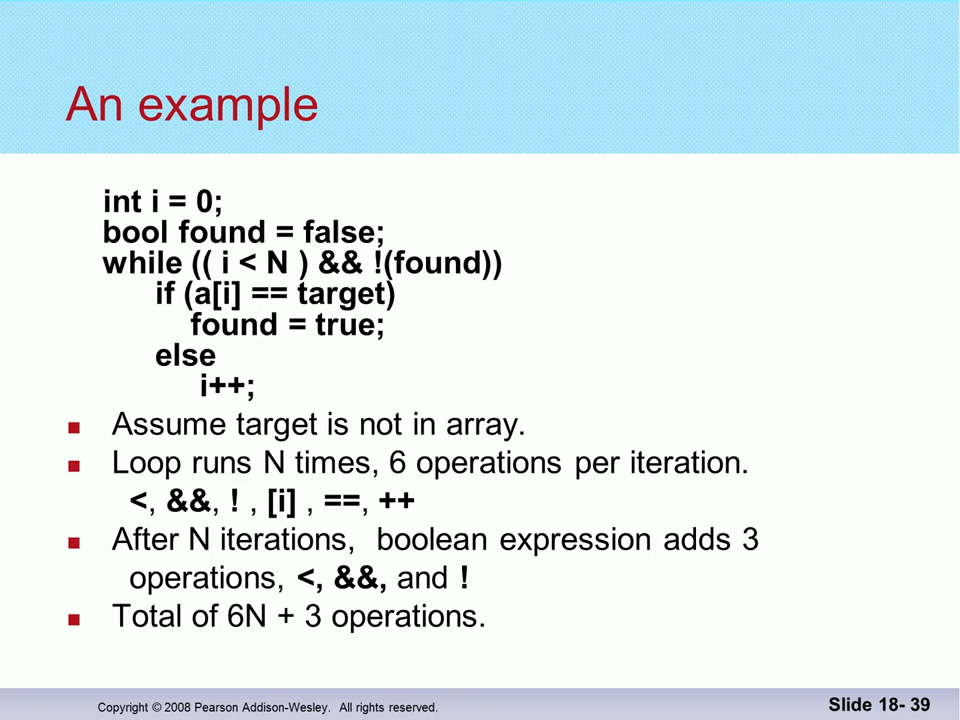 An example
int i = 0;
bool found = false;
while (( i < N ) && !(found))
if (a[i] == target)
found = true;
else
i++;
Assume target is not in array.
Loop runs N times, 6 operations per iteration.
<, &&, ! , [i] , ==, ++
After N iterations, boolean expression adds 3
operations, <, &&, and !
Total of 6N + 3 operations.
Copyright © 2008 Pearson Addison-Wesley. All rights reserved.
Slide 18- 39